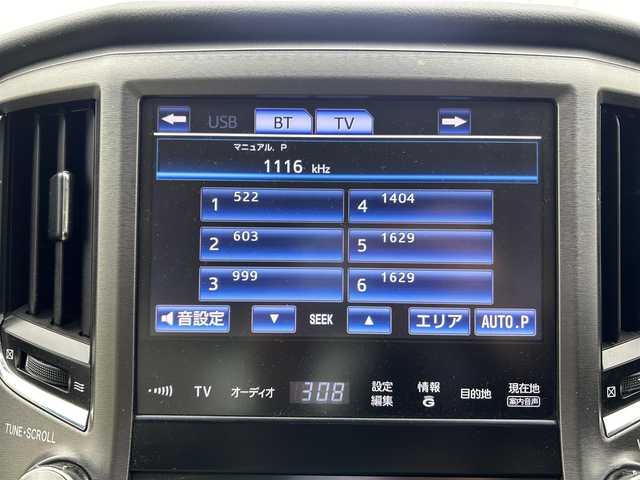 USB BT TV
マニュアル. P
1116 kHz
1 522
4 1404
2 603
5 1629
3 999
6 1629
音設定 SEEK エリア AUTO.P
TV オーディオ 308 設定編集 情報G 目的地 現在地 案内音声
TUNE•SCROLL